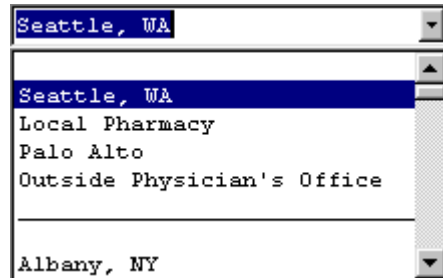 Seattle, WA
Seattle, WA
Local Pharmacy
Palo Alto
Outside Physician's Office
Albany, NY